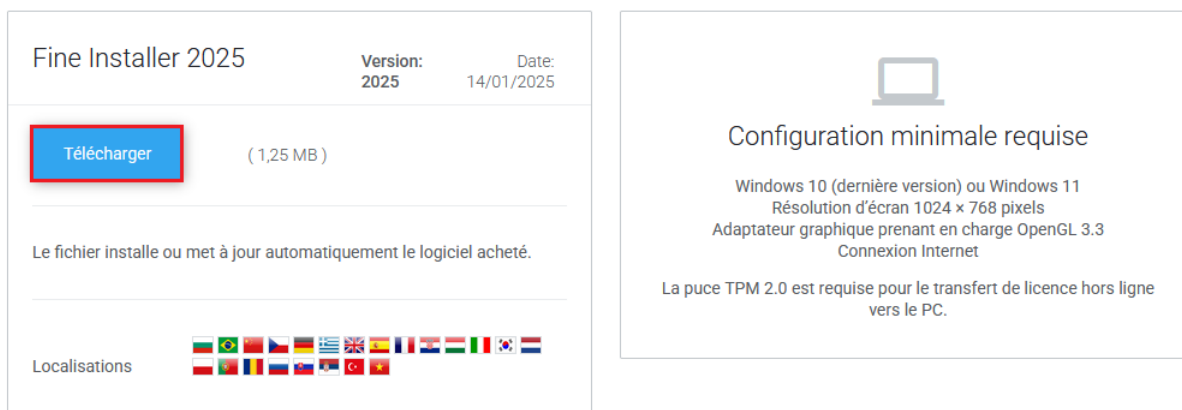 Fine Installer 2025
Version:
2025
Date:
14/01/2025
Télécharger
( 1,25 MB )
Le fichier installe ou met à jour automatiquement le logiciel acheté.
Localisations
Configuration minimale requise
Windows 10 (dernière version) ou Windows 11
Résolution d’écran 1024 × 768 pixels
Adaptateur graphique prenant en charge OpenGL 3.3
Connexion Internet
La puce TPM 2.0 est requise pour le transfert de licence hors ligne
vers le PC.